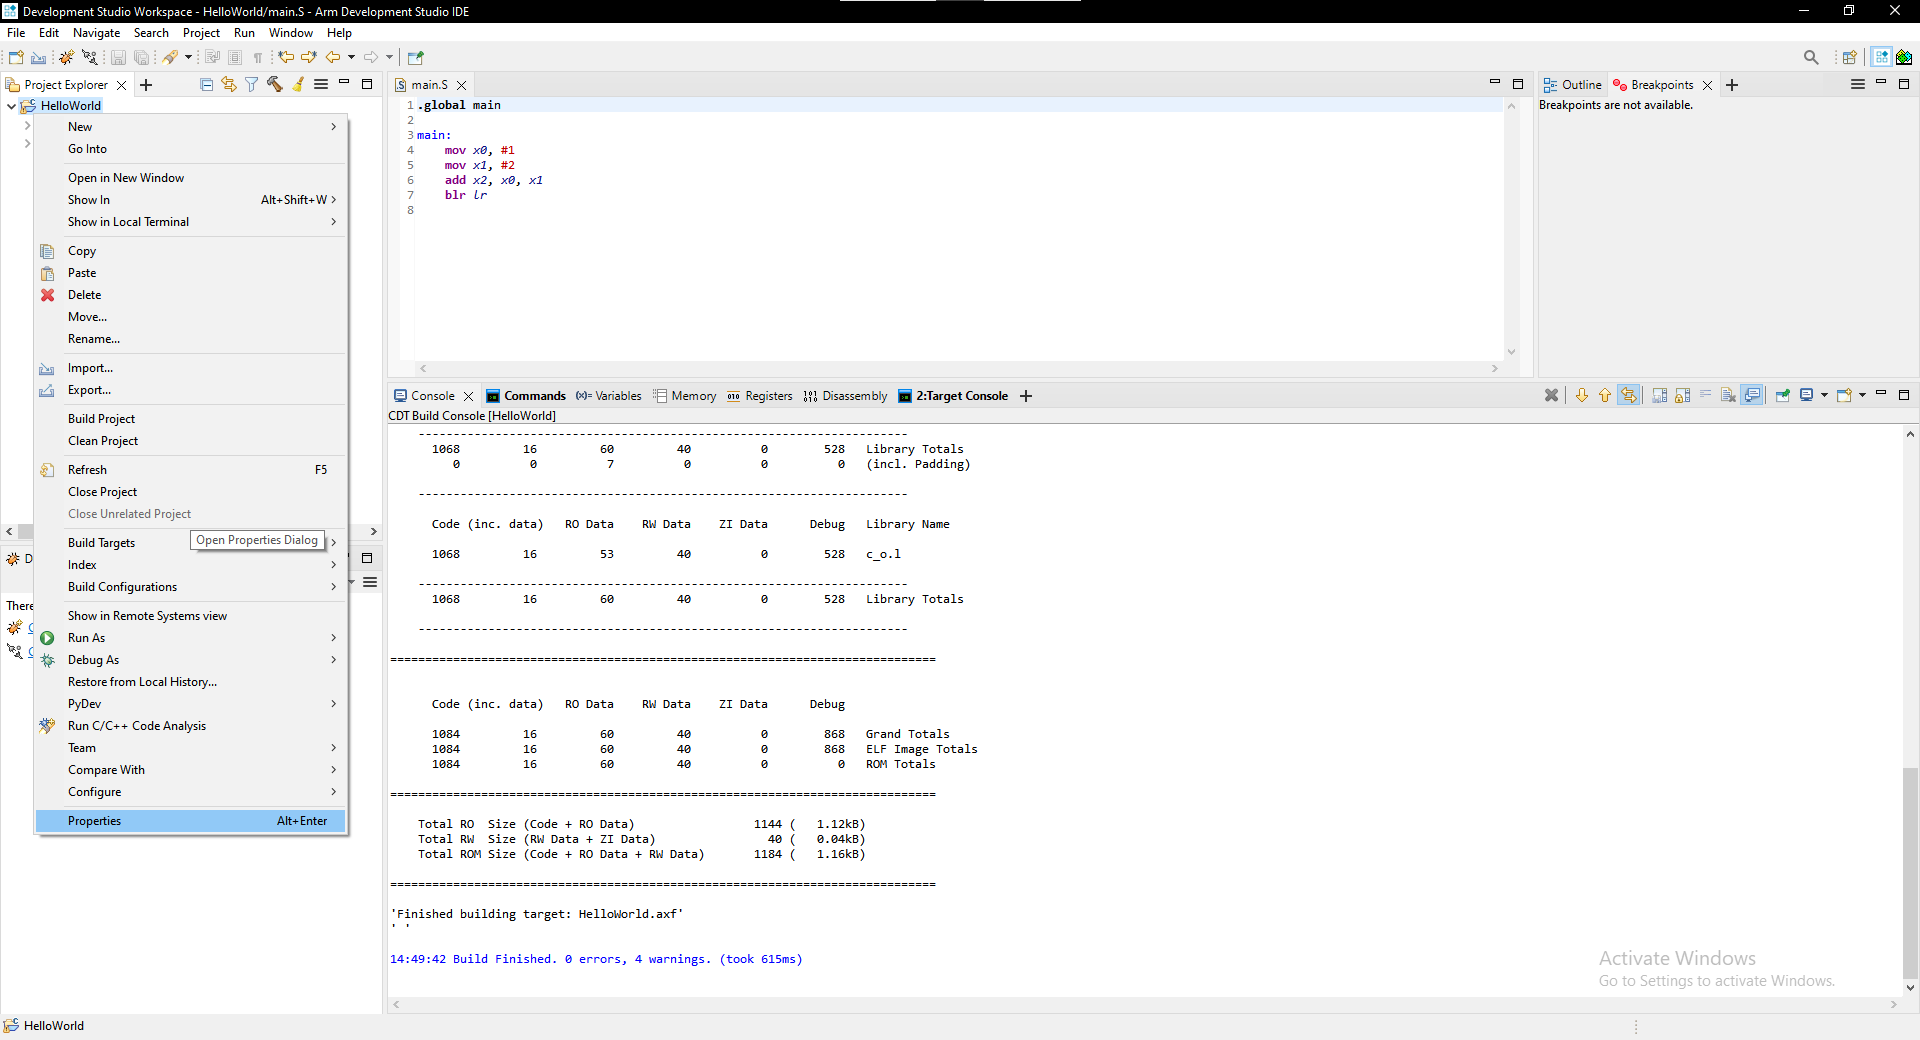 Development Studio Workspace - HelloWorld/main.S - Arm Development Studio IDE
File Edit Navigate Search Project Run Window Help
Project Explorer
HelloWorld
New
Go Into
Open in New Window
Show In Alt+Shift+W
Show in Local Terminal
Copy
Paste
Delete
Move...
Rename...
Import...
Export...
Build Project
Clean Project
Refresh F5
Close Project
Close Unrelated Project
Open Properties Dialog
Build Targets
Index
Build Configurations
Show in Remote Systems view
Run As
Debug As
Restore from Local History...
PyDev
Run C/C++ Code Analysis
Team
Compare With
Configure
Properties Alt+Enter
D
There
main.S
1 .global main
2
3 main:
4 mov x0, #1
5 mov x1, #2
6 add x2, x0, x1
7 blr lr
8
Outline Breakpoints
Breakpoints are not available.
Console Commands Variables Memory Registers Disassembly 2:Target Console
CDT Build Console [HelloWorld]
----------------------------------------------------------------------
1068 16 60 40 0 528 Library Totals
0 0 7 0 0 0 (incl. Padding)
----------------------------------------------------------------------
Code (inc. data) RO Data RW Data ZI Data Debug Library Name
1068 16 53 40 0 528 c_o.l
----------------------------------------------------------------------
1068 16 60 40 0 528 Library Totals
----------------------------------------------------------------------
==============================================================================
Code (inc. data) RO Data RW Data ZI Data Debug
1084 16 60 40 0 868 Grand Totals
1084 16 60 40 0 868 ELF Image Totals
1084 16 60 40 0 0 ROM Totals
==============================================================================
Total RO Size (Code + RO Data) 1144 ( 1.12kB)
Total RW Size (RW Data + ZI Data) 40 ( 0.04kB)
Total ROM Size (Code + RO Data + RW Data) 1184 ( 1.16kB)
==============================================================================
'Finished building target: HelloWorld.axf'
' '
14:49:42 Build Finished. 0 errors, 4 warnings. (took 615ms)
Activate Windows
Go to Settings to activate Windows.
HelloWorld